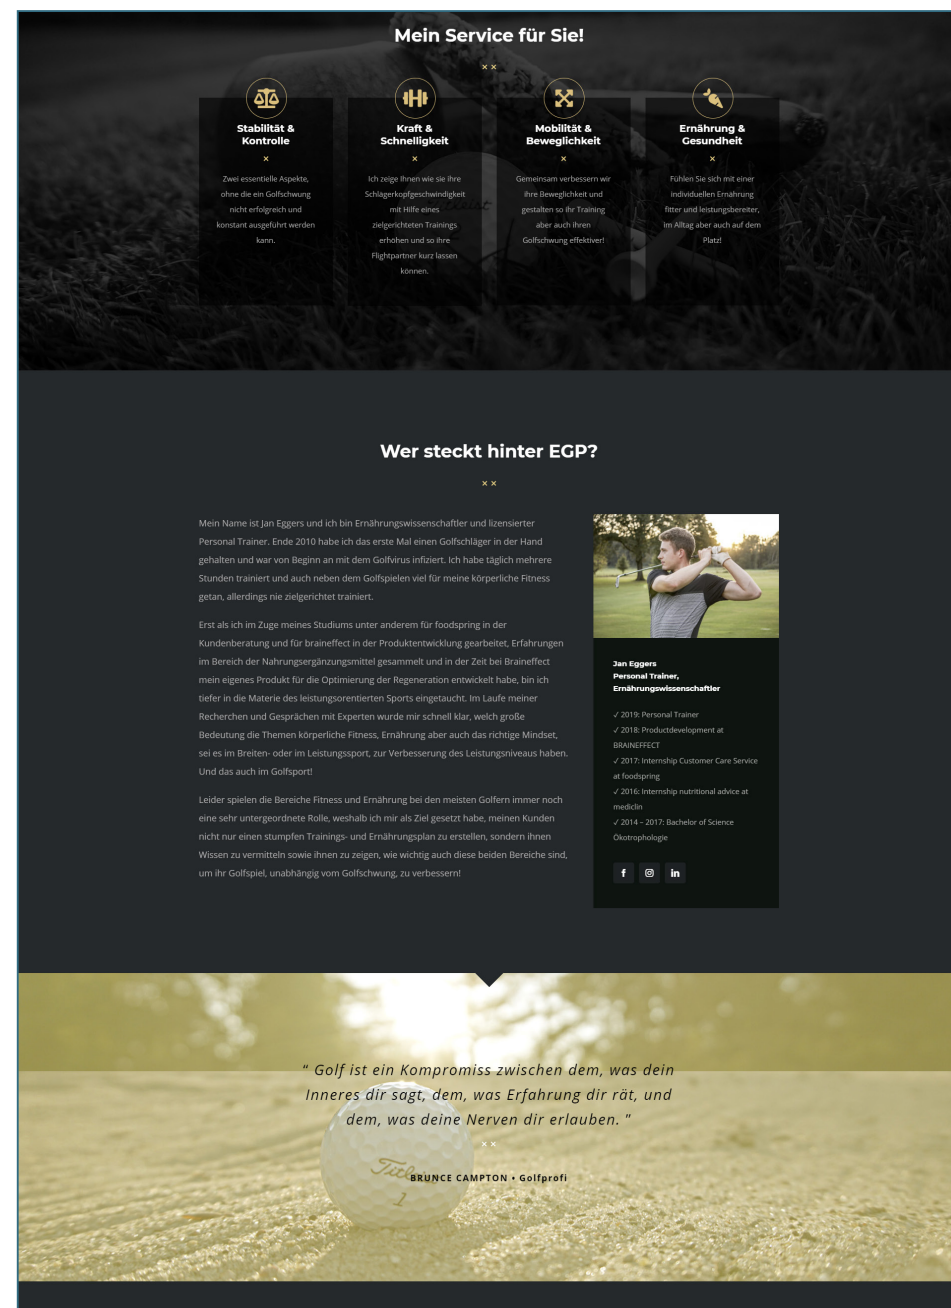 Mein Service für Sie!
Stabilität &
Kontrolle
Zwei essentielle Aspekte,
ohne die ein Golfschwung
nicht erfolgreich und
konstant ausgeführt werden
kann.
Kraft &
Schnelligkeit
Ich zeige Ihnen wie sie ihre
Schlägerkopfgeschwindigkeit
mit Hilfe eines
zielgerichteten Trainings
erhöhen und so ihre
Flightpartner kurz lassen
können.
Mobilität &
Beweglichkeit
Gemeinsam verbessern wir
ihre Beweglichkeit und
gestalten so ihr Training
aber auch ihren
Golfschwung effektiver!
Ernährung &
Gesundheit
Fühlen Sie sich mit einer
individuellen Ernährung
fitter und leistungsbereiter,
im Alltag aber auch auf dem
Platz!
Wer steckt hinter EGP?
Mein Name ist Jan Eggers und ich bin Ernährungswissenschaftler und lizensierter
Personal Trainer. Ende 2010 habe ich das erste Mal einen Golfschläger in der Hand
gehalten und war von Beginn an mit dem Golfvirus infiziert. Ich habe täglich mehrere
Stunden trainiert und auch neben dem Golfspielen viel für meine körperliche Fitness
getan, allerdings nie zielgerichtet trainiert.
Erst als ich im Zuge meines Studiums unter anderem für foodspring in der
Kundenberatung und für braineffect in der Produktentwicklung gearbeitet, Erfahrungen
im Bereich der Nahrungsergänzungsmittel gesammelt und in der Zeit bei Braineffect
mein eigenes Produkt für die Optimierung der Regeneration entwickelt habe, bin ich
tiefer in die Materie des leistungsorentierten Sports eingetaucht. Im Laufe meiner
Recherchen und Gesprächen mit Experten wurde mir schnell klar, welch große
Bedeutung die Themen körperliche Fitness, Ernährung aber auch das richtige Mindset,
sei es im Breiten- oder im Leistungssport, zur Verbesserung des Leistungsniveaus haben.
Und das auch im Golfsport!
Leider spielen die Bereiche Fitness und Ernährung bei den meisten Golfern immer noch
eine sehr untergeordnete Rolle, weshalb ich mir als Ziel gesetzt habe, meinen Kunden
nicht nur einen stumpfen Trainings- und Ernährungsplan zu erstellen, sondern ihnen
Wissen zu vermitteln sowie ihnen zu zeigen, wie wichtig auch diese beiden Bereiche sind,
um ihr Golfspiel, unabhängig vom Golfschwung, zu verbessern!
Jan Eggers
Personal Trainer,
Ernährungswissenschaftler
✓ 2019: Personal Trainer
✓ 2018: Productdevelopment at
BRAINEFFECT
✓ 2017: Internship Customer Care Service
at foodspring
✓ 2016: Internship nutritional advice at
mediclin
✓ 2014 – 2017: Bachelor of Science
Ökotrophologie
" Golf ist ein Kompromiss zwischen dem, was dein
Inneres dir sagt, dem, was Erfahrung dir rät, und
dem, was deine Nerven dir erlauben. "
BRUNCE CAMPTON • Golfprofi
1